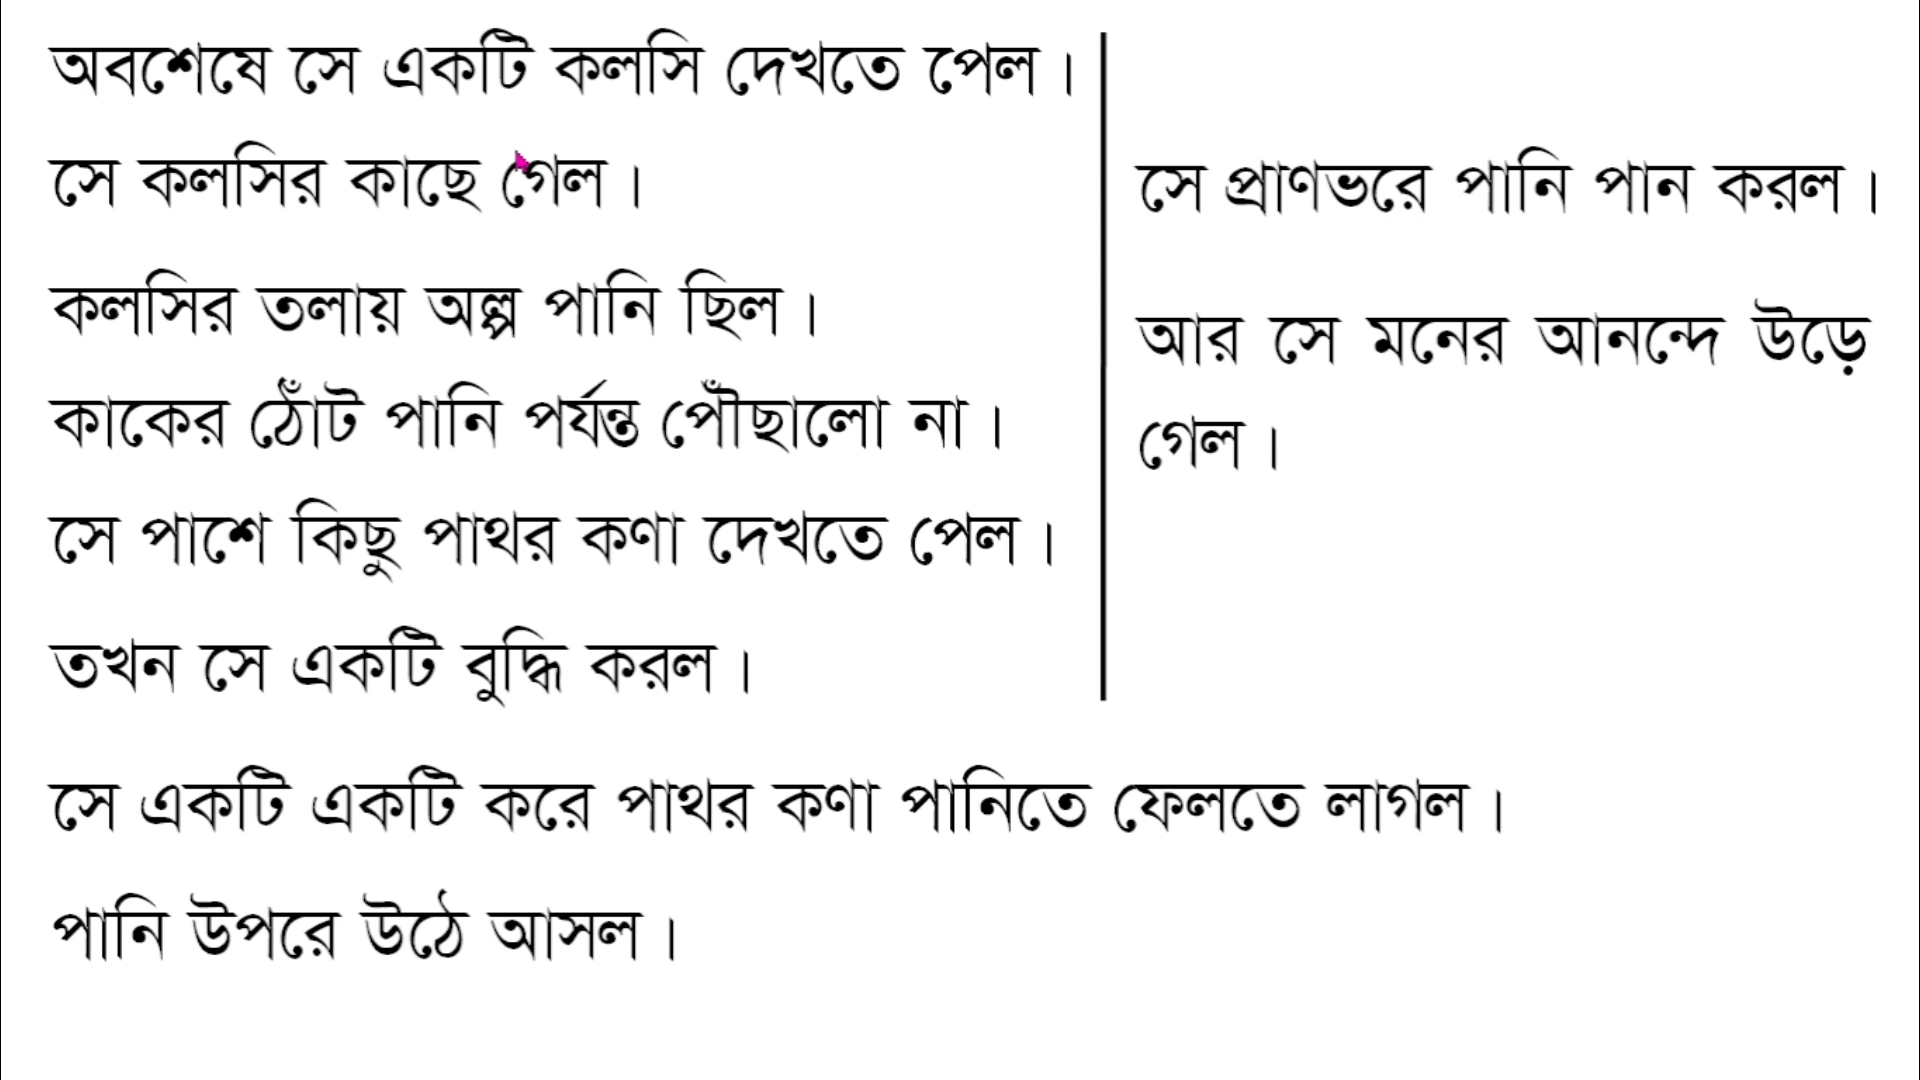 অবশেষে সে একটি কলসি দেখতে পেল।
সে কলসির কাছে গেল।
কলসির তলায় অল্প পানি ছিল।
কাকের ঠোঁট পানি পর্যন্ত পৌঁছালো না।
সে পাশে কিছু পাথর কণা দেখতে পেল।
তখন সে একটি বুদ্ধি করল।
সে একটি একটি করে পাথর কণা পানিতে ফেলতে লাগল।
পানি উপরে উঠে আসল।
সে প্রাণভরে পানি পান করল।
আর সে মনের আনন্দে উড়ে
গেল।